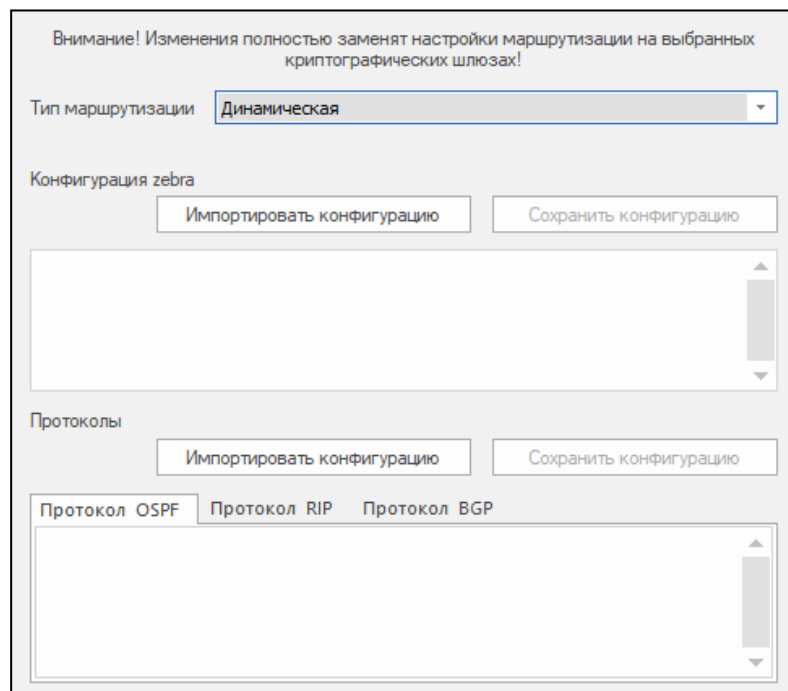 Внимание! Изменения полностью заменят настройки маршрутизации на выбранных
криптографических шлюзах!
Тип маршрутизации Динамическая
Конфигурация zebra
Импортировать конфигурацию Сохранить конфигурацию
Протоколы
Импортировать конфигурацию Сохранить конфигурацию
Протокол OSPF Протокол RIP Протокол BGP